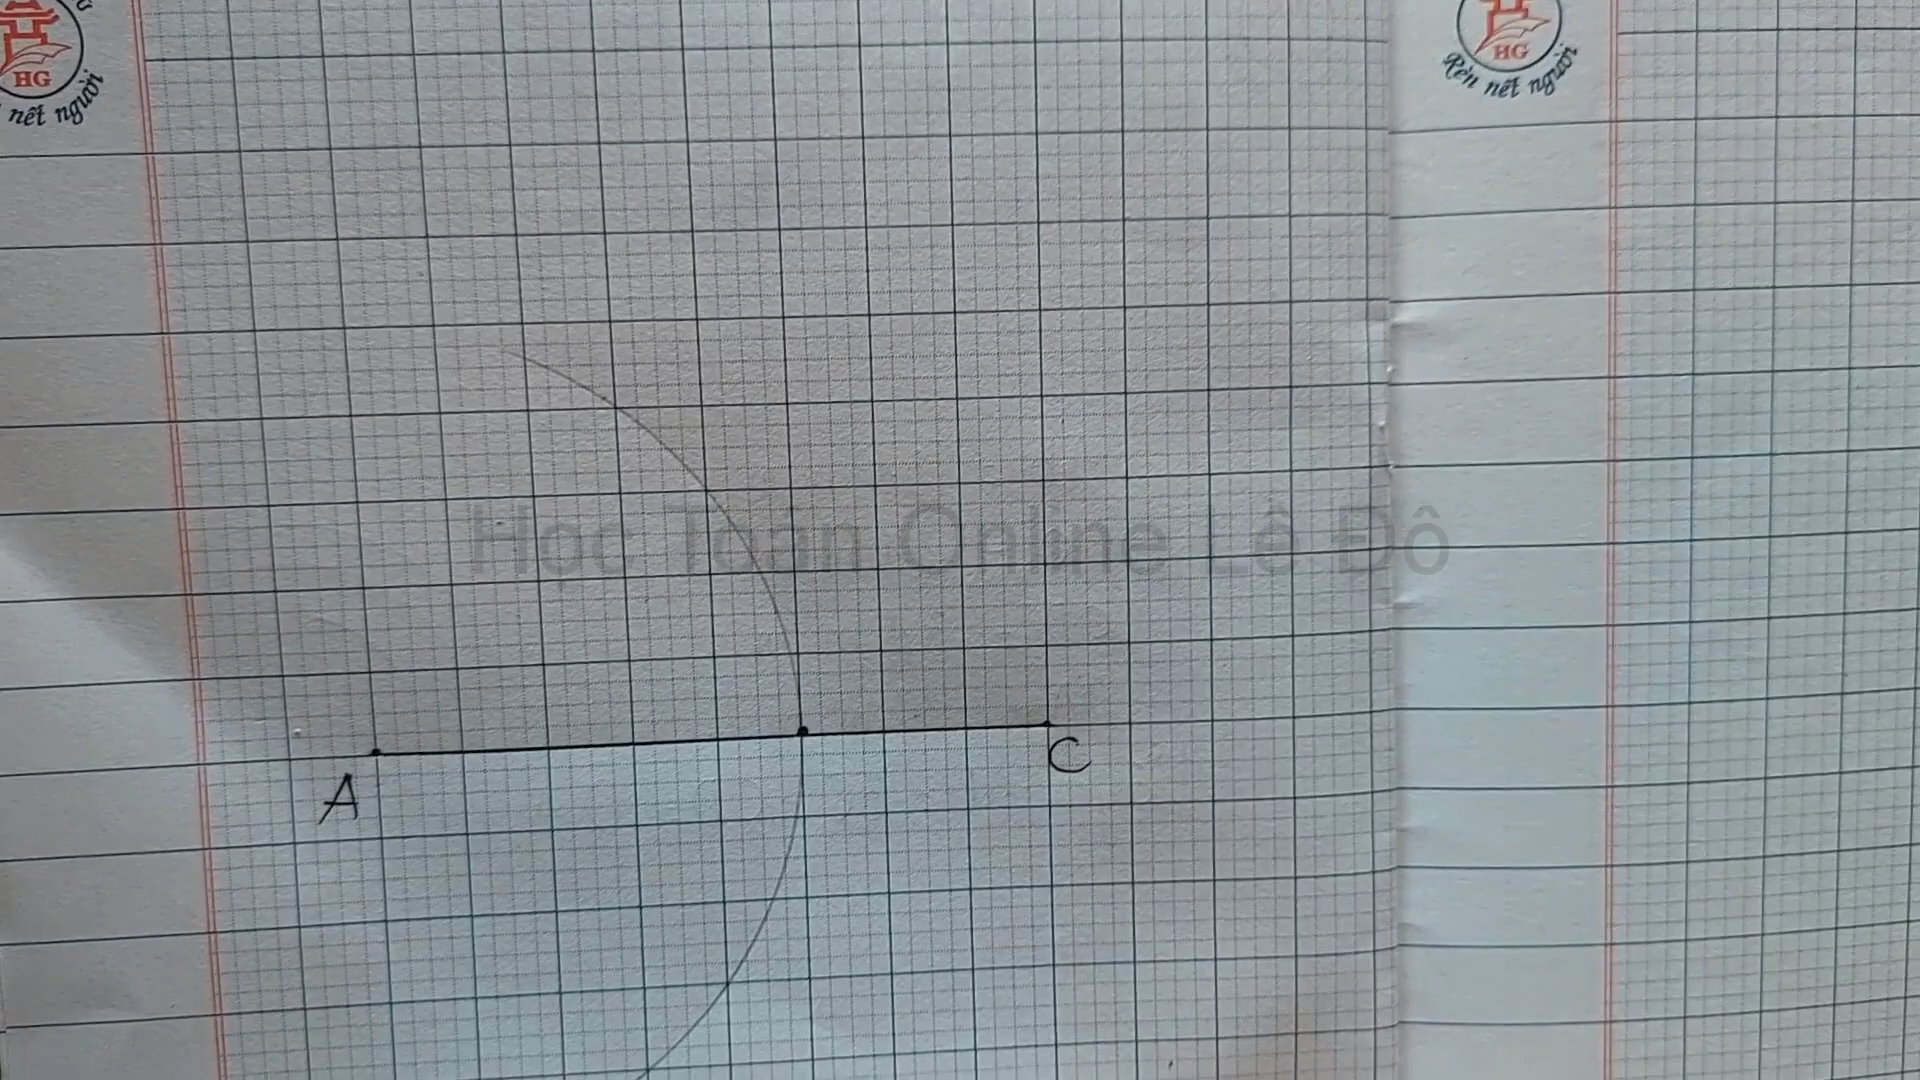 HG
nết người
HG
Rèn nết người
Học Toán Online Lê Đô
A
C